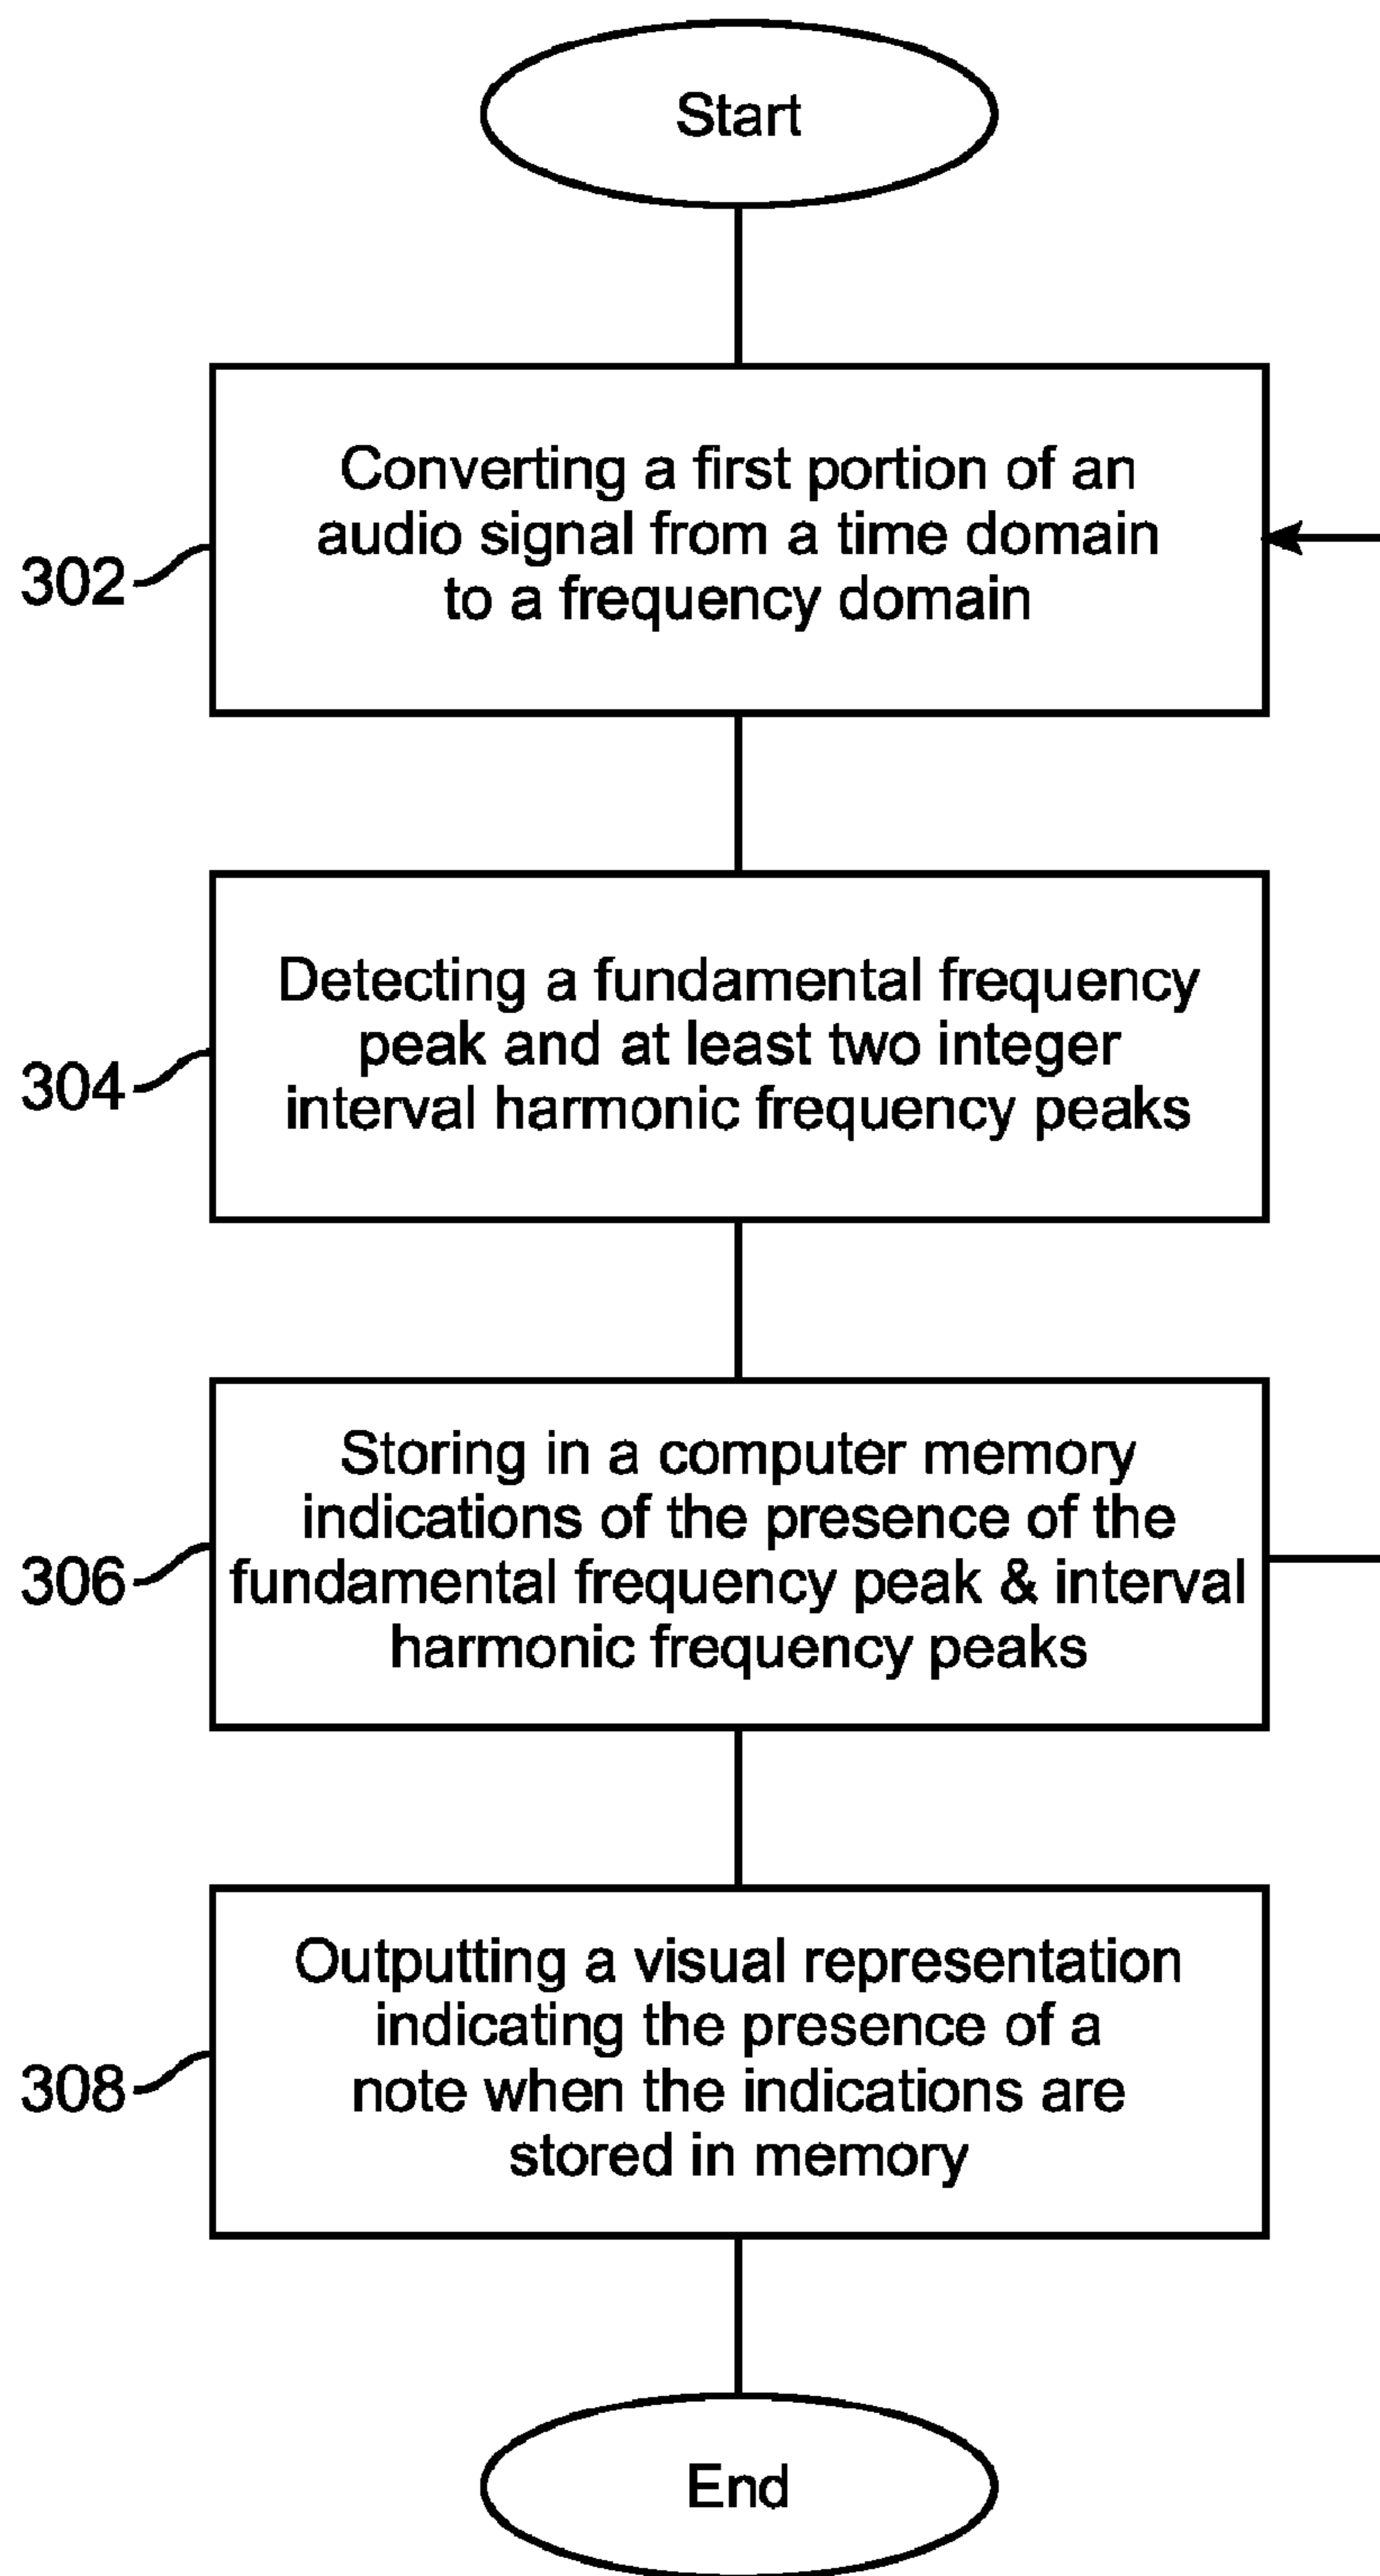 Start
Converting a first portion of an
audio signal from a time domain
to a frequency domain
302
Detecting a fundamental frequency
peak and at least two integer
interval harmonic frequency peaks
304
Storing in a computer memory
indications of the presence of the
fundamental frequency peak & interval
harmonic frequency peaks
306
Outputting a visual representation
indicating the presence of a
note when the indications are
stored in memory
308
End